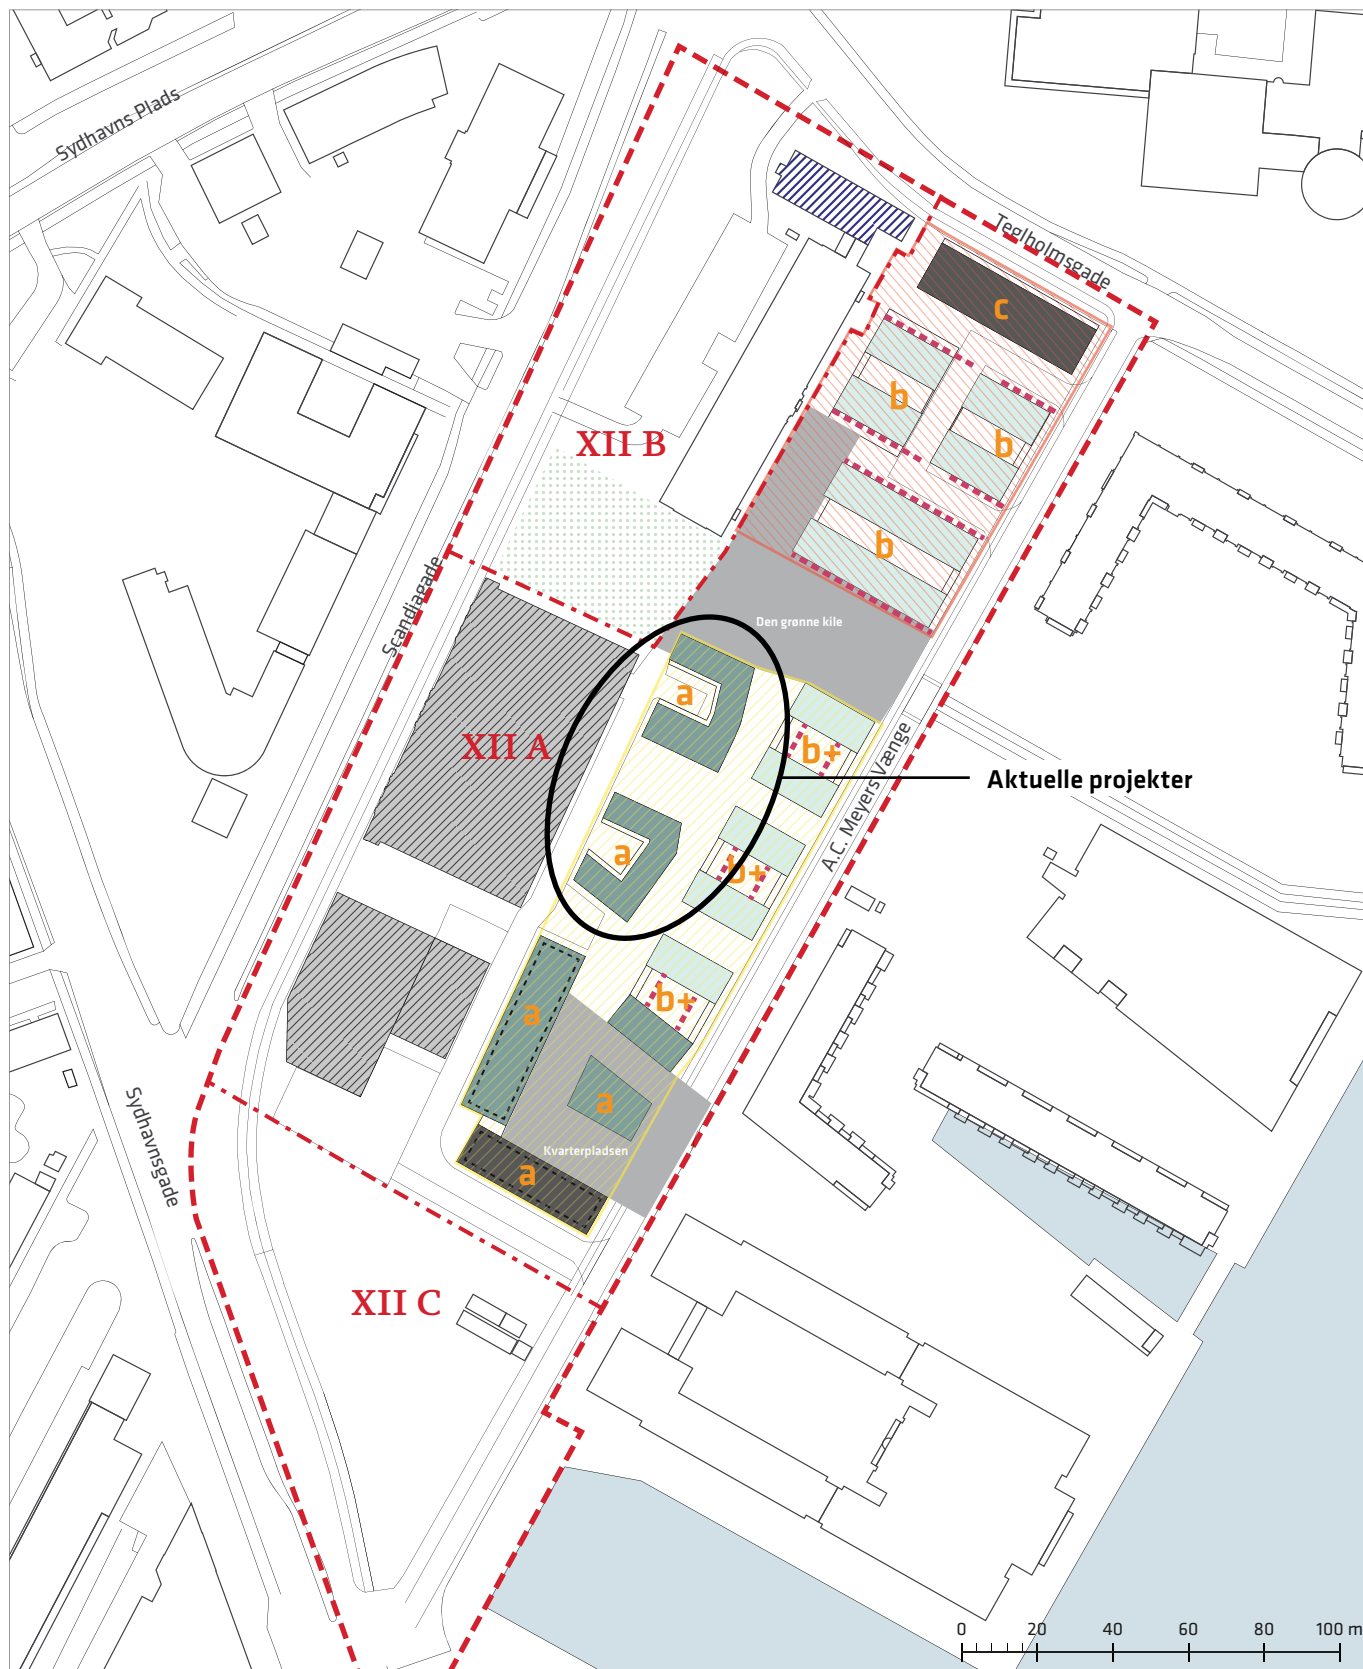 Sydhavns Plads
Teglholmsgade
c
b
b
XII B
b
Scandiagade
Den grønne kile
a
XII A
b+
Aktuelle projekter
A.C. Meyers Vænge
a
b+
b+
a
a
Sydhavnsgade
Kvarterpladsen
a
XII C
0 20 40 60 80 100 m